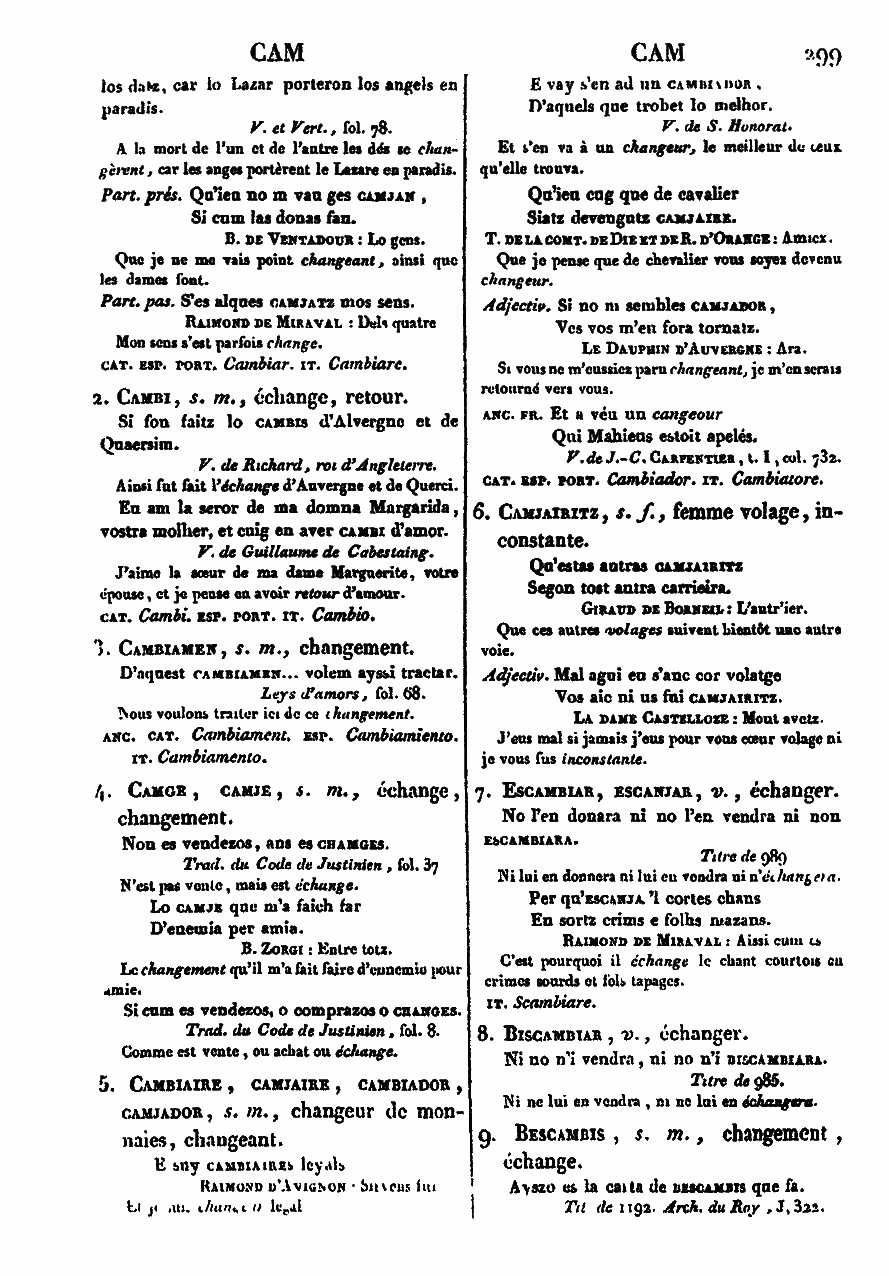 CAM CAM 299
los datz, car lo Lazar porteron los angels en
paradis.
V. et Vert., fol. 78.
A la mort de l'un et de l'autre les dés se chan-
gèrent, car les anges portèrent le Lazare en paradis.
Part. prés. Qu'ieu no m vau ges CAMJAN,
Si cum las donas fan.
B. DE VENTADOUR : Lo gens.
Que je ne me vais point changeant, ainsi que
les dames font.
Part. pas. S'es alques CAMJATZ mos sens.
RAIMOND DE MIRAVAL : Dels quatre
Mon sens s'est parfois change.
CAT. ESP. PORT. Cambiar. IT. Cambiare.
2. CAMBI, s. m., échange, retour.
Si fon faitz lo CAMBIS d'Alvergno et de
Quaersim.
V. de Richard, roi d'Angleterre.
Ainsi fut fait l'échange d'Auvergne et de Querci.
En am la seror de ma domna Margarida,
vostra molher, et cuig en aver CAMBI d'amor.
V. de Guillaume de Cabestaing.
J'aime la sœur de ma dame Marguerite, votre
épouse, et je pense en avoir retour d'amour.
CAT. Cambi. ESP. PORT. IT. Cambio.
3. CAMBIAMEN, s. m., changement.
D'aquest CAMBIAMEN... volem ayssi tractar.
Leys d'amors, fol. 68.
Nous voulons traiter ici de ce changement.
ANC. CAT. Cambiament. ESP. Cambiamiento.
IT. Cambiamento.
4. CAMGE, CAMJE, s. m., échange,
changement.
Non es vendezos, ans es CHAMGES.
Trad. du Code de Justinien, fol. 37
N'est pas vente, mais est échange.
Lo CAMJE que m'a faich far
D'enemia per amia.
B. ZORGI : Entre totz.
Le changement qu'il m'a fait faire d'ennemie pour
amie.
Si cum es vendezos, o comprazos o CHANGES.
Trad. du Code de Justinien, fol. 8.
Comme est vente, ou achat ou échange.
5. CAMBIAIRE, CAMJAIRE, CAMBIADOR,
CAMJADOR, s. m., changeur de mon-
naies, changeant.
E suy CAMBIAIRES leyals
RAIMOND D'AVIGNON : Sirvens fui
Et je
E vay s'en ad un CAMBIADOR,
D'aquels que trobet lo melhor.
V. de S. Honorat.
Et s'en va à un changeur, le meilleur de ceux
qu'elle trouva.
Qu'ieu cug que de cavalier
Siatz devengutz CAMJAIRE.
T. DE LA COMT. DE DIE ET DE R. D'ORANGE : Amicx.
Que je pense que de chevalier vous soyez devenu
changeur.
Adjectiv. Si no m sembles CAMJADOR,
Ves vos m'en fora tornatz.
LE DAUPHIN D'AUVERGNE : Ara.
Si vous ne m'eussiez paru changeant, je m'en serais
retourné vers vous.
ANC. FR. Et a véu un cangeour
Qui Mahieus estoit apelés.
V. de J.-C. CARPENTIER, t. I, col. 732.
CAT. ESP. PORT. Cambiador. IT. Cambiatore.
6. CAMJAIRITZ, s. f., femme volage, in-
constante.
Qu'estas autras CAMJAIRITZ
Segon tost autra carrieira.
GIRAUD DE BORNEIL : L'autr'ier.
Que ces autres volages suivent bientôt une autre
voie.
Adjectiv. Mal agui eu s'anc cor volatge
Vos aic ni us fui CAMJAIRITZ.
LA DAME CASTELLOZE : Mout avetz.
J'eus mal si jamais j'eus pour vous cœur volage ni
je vous fus inconstante.
7. ESCAMBIAR, ESCANJAR, v., échanger.
No l'en donara ni no l'en vendra ni non
ESCAMBIARA.
Titre de 989
Ni lui en donnera ni lui en vendra ni n'échangera.
Per qu'ESCANJA 'l cortes chans
En sortz crims e folhs mazans.
RAIMOND DE MIRAVAL : Aissi cum es
C'est pourquoi il échange le chant courtois en
crimes sourds et fols tapages.
IT. Scambiare.
8. BISCAMBIAR, v., échanger.
Ni no n'i vendra, ni no n'i BISCAMBIARA.
Titre de 985.
Ni ne lui en vendra, ni ne lui en échangera.
9. BESCAMBIS, s. m., changement,
échange.
Ayszo es la carta de BESCAMBIS que fa.
Tit de 1192. Arch. du Roy, J, 322.